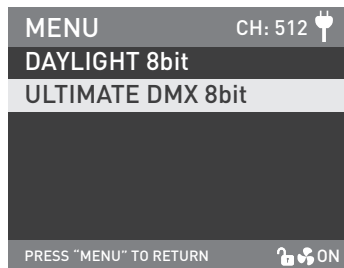 MENU CH: 512
DAYLIGHT 8bit
ULTIMATE DMX 8bit
PRESS “MENU” TO RETURN ON